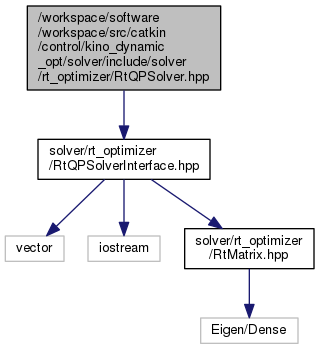 /workspace/software
/workspace/src/catkin
/control/kino_dynamic
_opt/solver/include/solver
/rt_optimizer/RtQPSolver.hpp
solver/rt_optimizer
/RtQPSolverInterface.hpp
vector
iostream
solver/rt_optimizer
/RtMatrix.hpp
Eigen/Dense